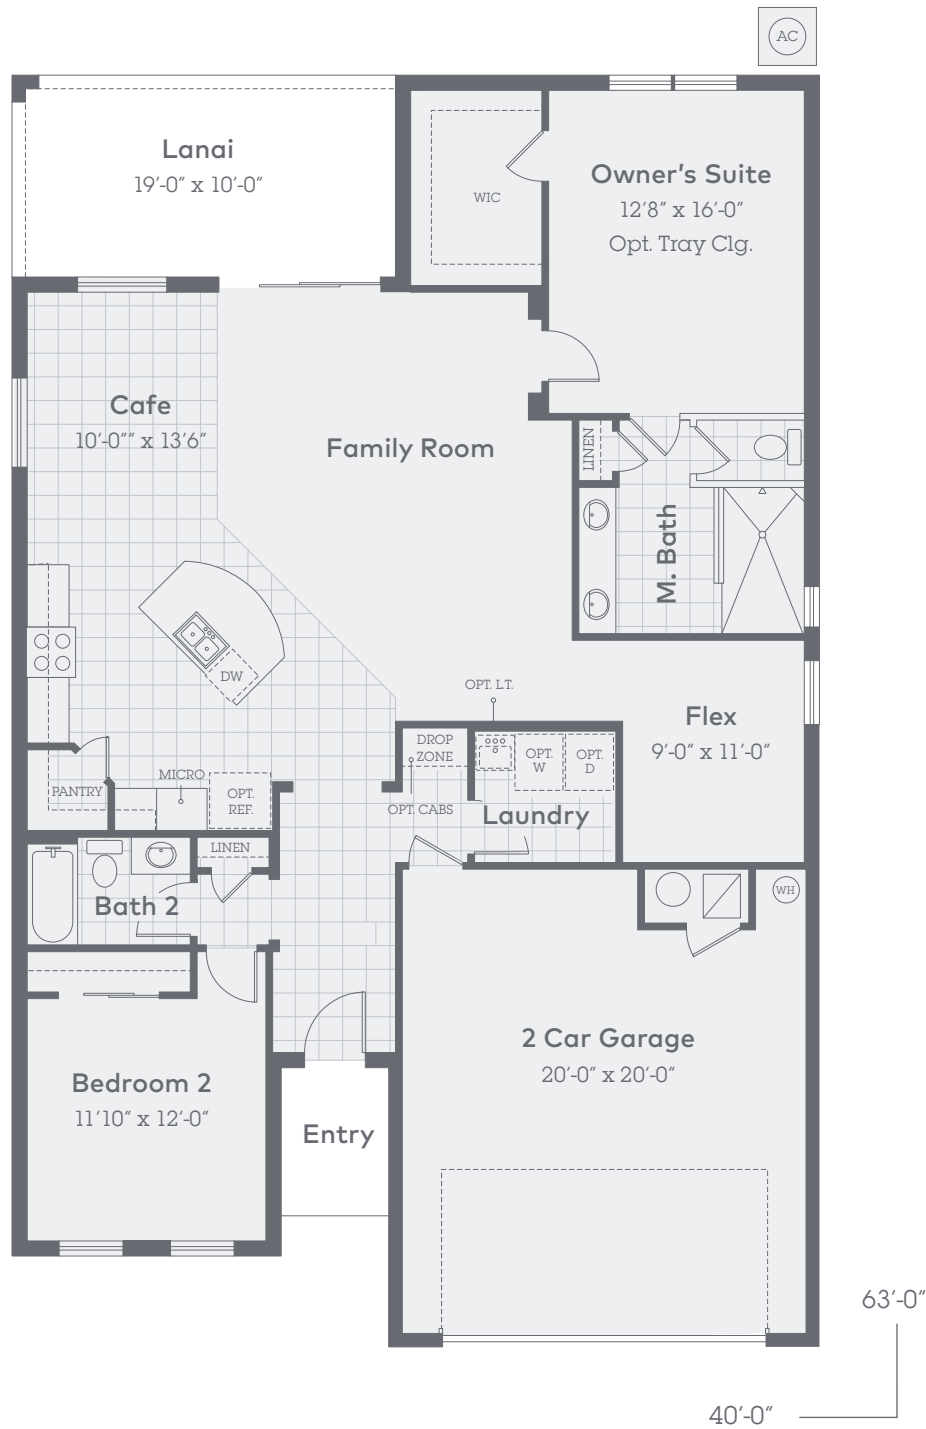 AC
Lanai
19'-0" x 10'-0"
WIC
Owner's Suite
12'8" x 16'-0"
Opt. Tray Clg.
Cafe
10'-0"" x 13'6"
Family Room
LINEN
M. Bath
DW
OPT. L.T.
Flex
9'-0" x 11'-0"
DROP
ZONE
OPT.
W
OPT.
D
PANTRY
MICRO
OPT.
REF.
OPT. CABS
Laundry
LINEN
Bath 2
WH
2 Car Garage
20'-0" x 20'-0"
Bedroom 2
11'10" x 12'-0"
Entry
63'-0"
40'-0"